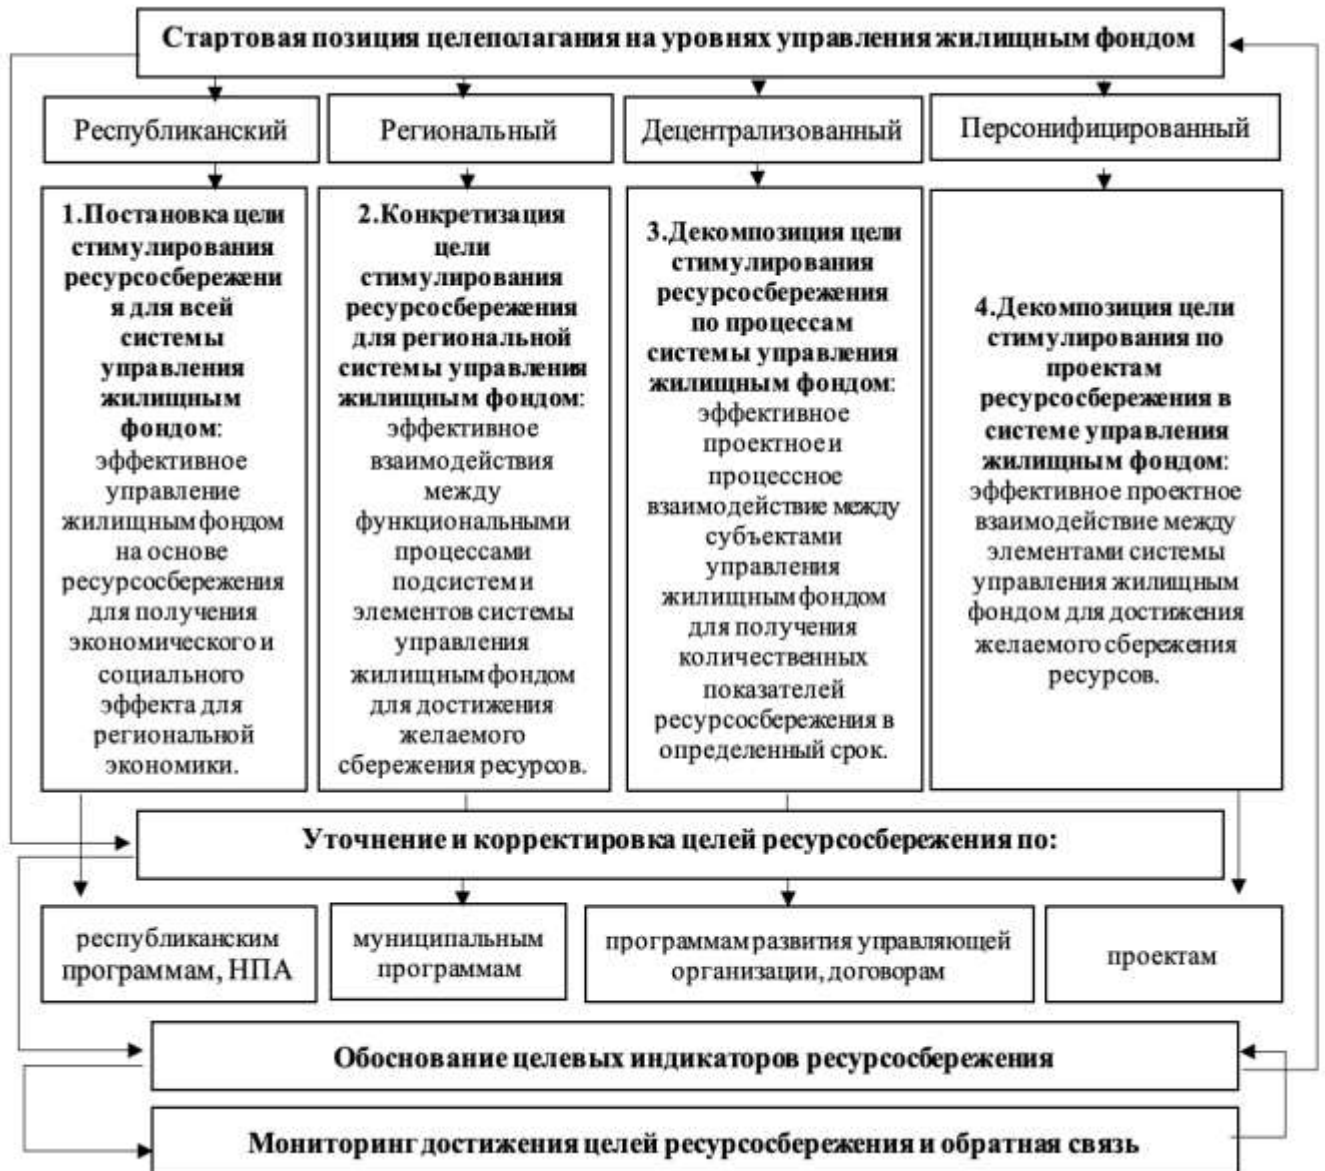 Стартовая позиция целеполагания на уровнях управления жилищным фондом
Республиканский
Региональный
Децентрализованный
Персонифицированный
1.Постановка цели
стимулирования
ресурсосбережени
я для всей
системы
управления
жилищным
фондом:
эффективное
управление
жилищным фондом
на основе
ресурсосбережения
для получения
экономического и
социального
эффекта для
региональной
экономики.
2.Конкретизация
цели
стимулирования
ресурсосбережения
для региональной
системы управления
жилищным фондом:
эффективное
взаимодействия
между
функциональными
процессами
подсистем и
элементов системы
управления
жилищным фондом
для достижения
желаемого
сбережения ресурсов.
3.Декомпозиция цели
стимулирования
ресурсосбережения
по процессам
системы управления
жилищным фондом:
эффективное
проектное и
процессное
взаимодействие между
субъектами
управления
жилищным фондом
для получения
количественных
показателей
ресурсосбережения в
определенный срок.
4.Декомпозиция цели
стимулирования по
проектам
ресурсосбережения в
системе управления
жилищным фондом:
эффективное проектное
взаимодействие между
элементами системы
управления жилищным
фондом для достижения
желаемого сбережения
ресурсов.
Уточнение и корректировка целей ресурсосбережения по:
республиканским
программам, НПА
муниципальным
программам
программам развития управляющей
организации, договорам
проектам
Обоснование целевых индикаторов ресурсосбережения
Мониторинг достижения целей ресурсосбережения и обратная связь